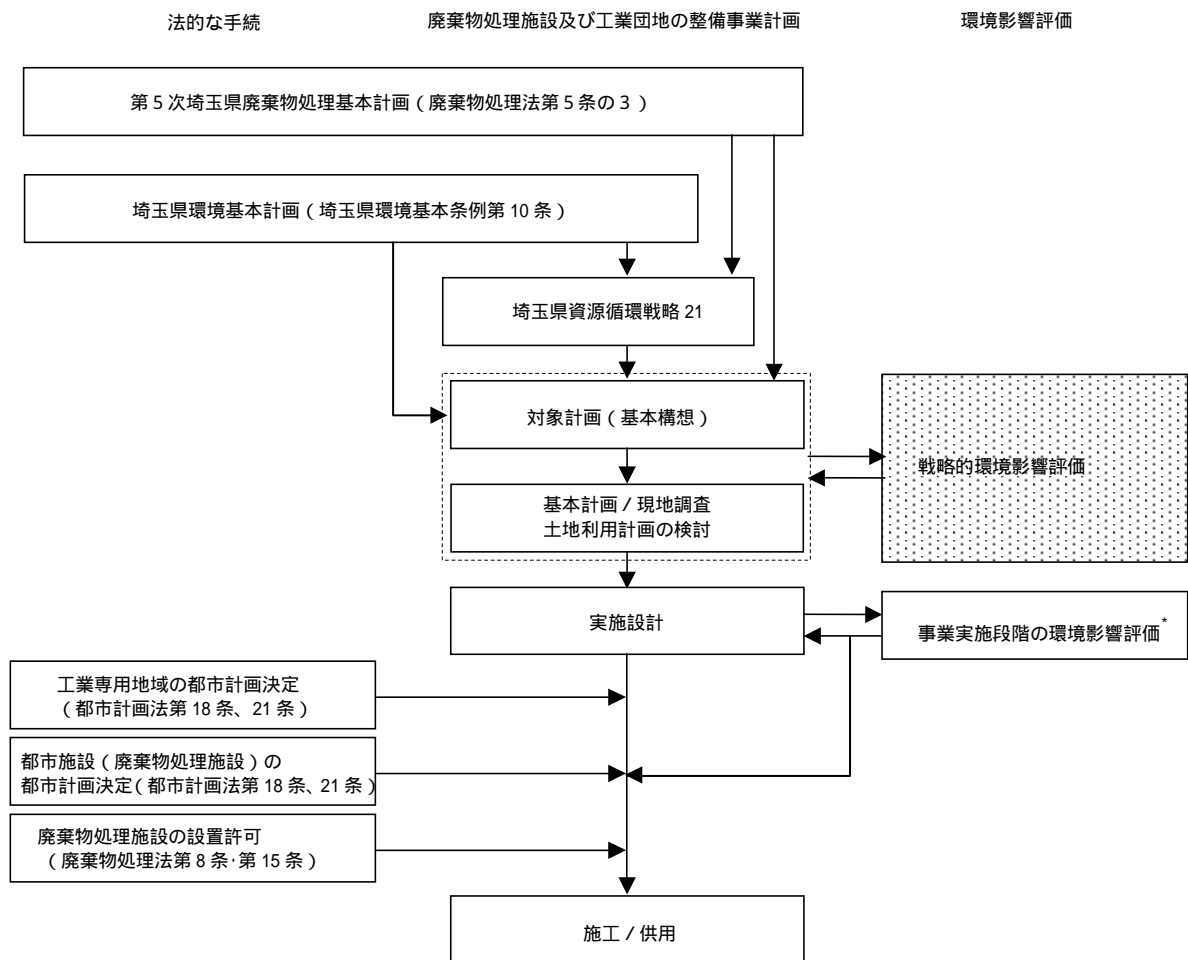 法的な手続
廃棄物処理施設及び工業団地の整備事業計画
環境影響評価
第5次埼玉県廃棄物処理基本計画（廃棄物処理法第5条の3）
埼玉県環境基本計画（埼玉県環境基本条例第10条）
埼玉県資源循環戦略21
対象計画（基本構想）
戦略的環境影響評価
基本計画／現地調査
土地利用計画の検討
実施設計
事業実施段階の環境影響評価*
工業専用地域の都市計画決定
（都市計画法第18条、21条）
都市施設（廃棄物処理施設）の
都市計画決定（都市計画法第18条、21条）
廃棄物処理施設の設置許可
（廃棄物処理法第8条・第15条）
施工／供用